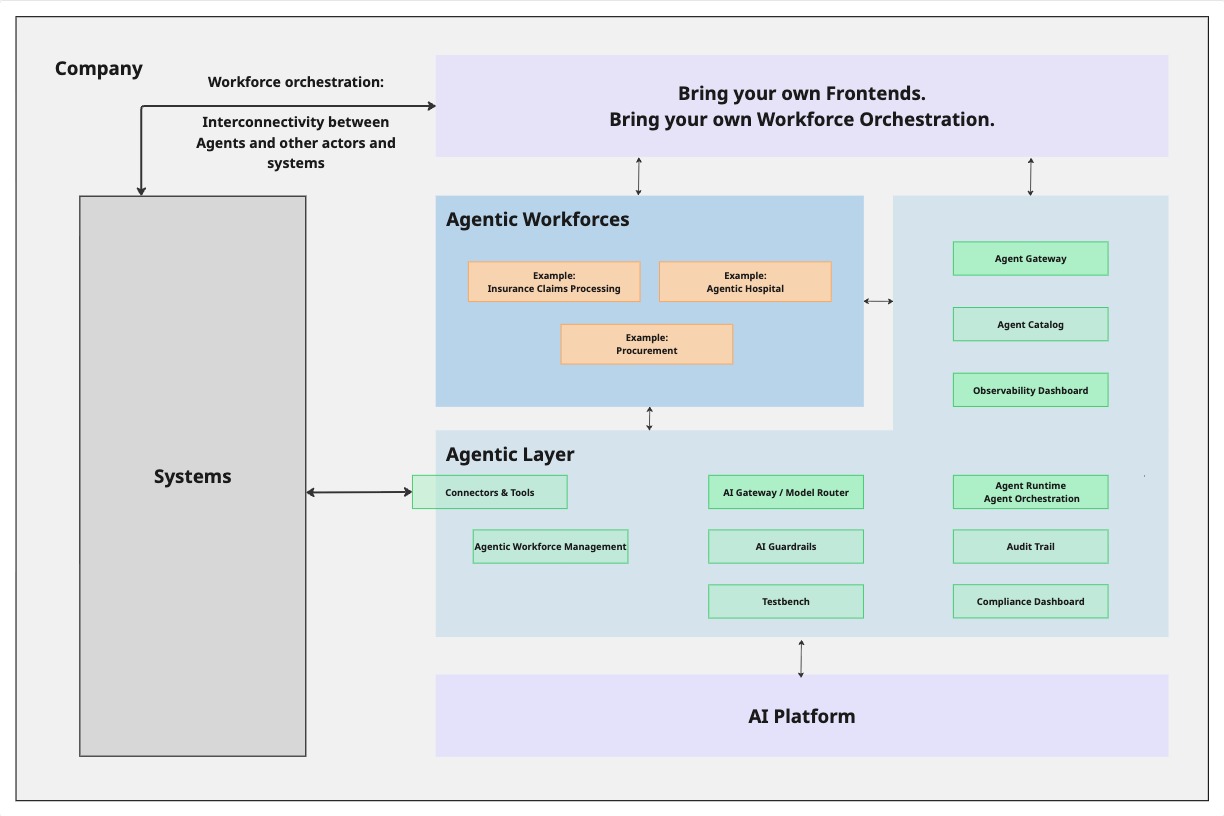 Company
Workforce orchestration:
Interconnectivity between
Agents and other actors and
systems
Bring your own Frontends.
Bring your own Workforce Orchestration.
Systems
Agentic Workforces
Example:
Insurance Claims Processing
Example:
Agentic Hospital
Example:
Procurement
Agent Gateway
Agent Catalog
Observability Dashboard
Agentic Layer
Connectors & Tools
AI Gateway / Model Router
Agent Runtime
Agent Orchestration
Agentic Workforce Management
AI Guardrails
Audit Trail
Testbench
Compliance Dashboard
AI Platform